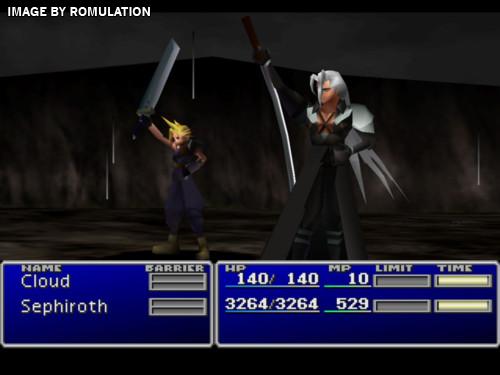 IMAGE BY ROMULATION
NAME BARRIER HP MP LIMIT TIME
Cloud 140/ 140 10
Sephiroth 3264/3264 529